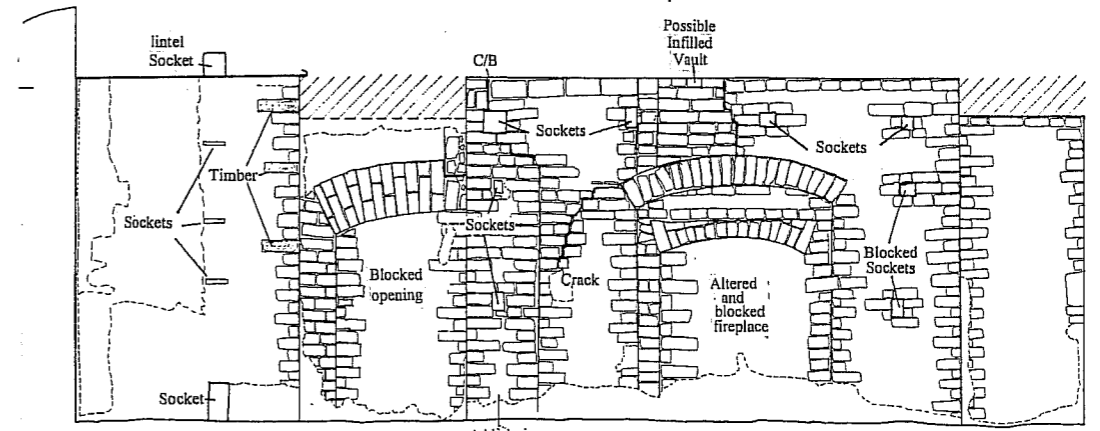 lintel
Socket
C/B
Possible
Infilled
Vault
Sockets
Sockets
Timber
Sockets
Sockets
Blocked
opening
Crack
Altered
and
blocked
fireplace
Blocked
Sockets
Socket